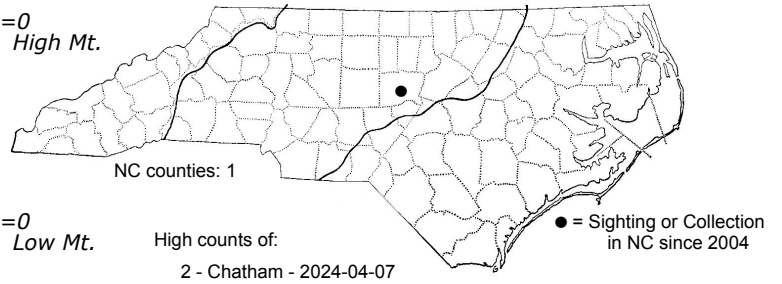 =0
High Mt.
NC counties: 1
=0
Low Mt.
High counts of:
2 - Chatham - 2024-04-07
● = Sighting or Collection
in NC since 2004